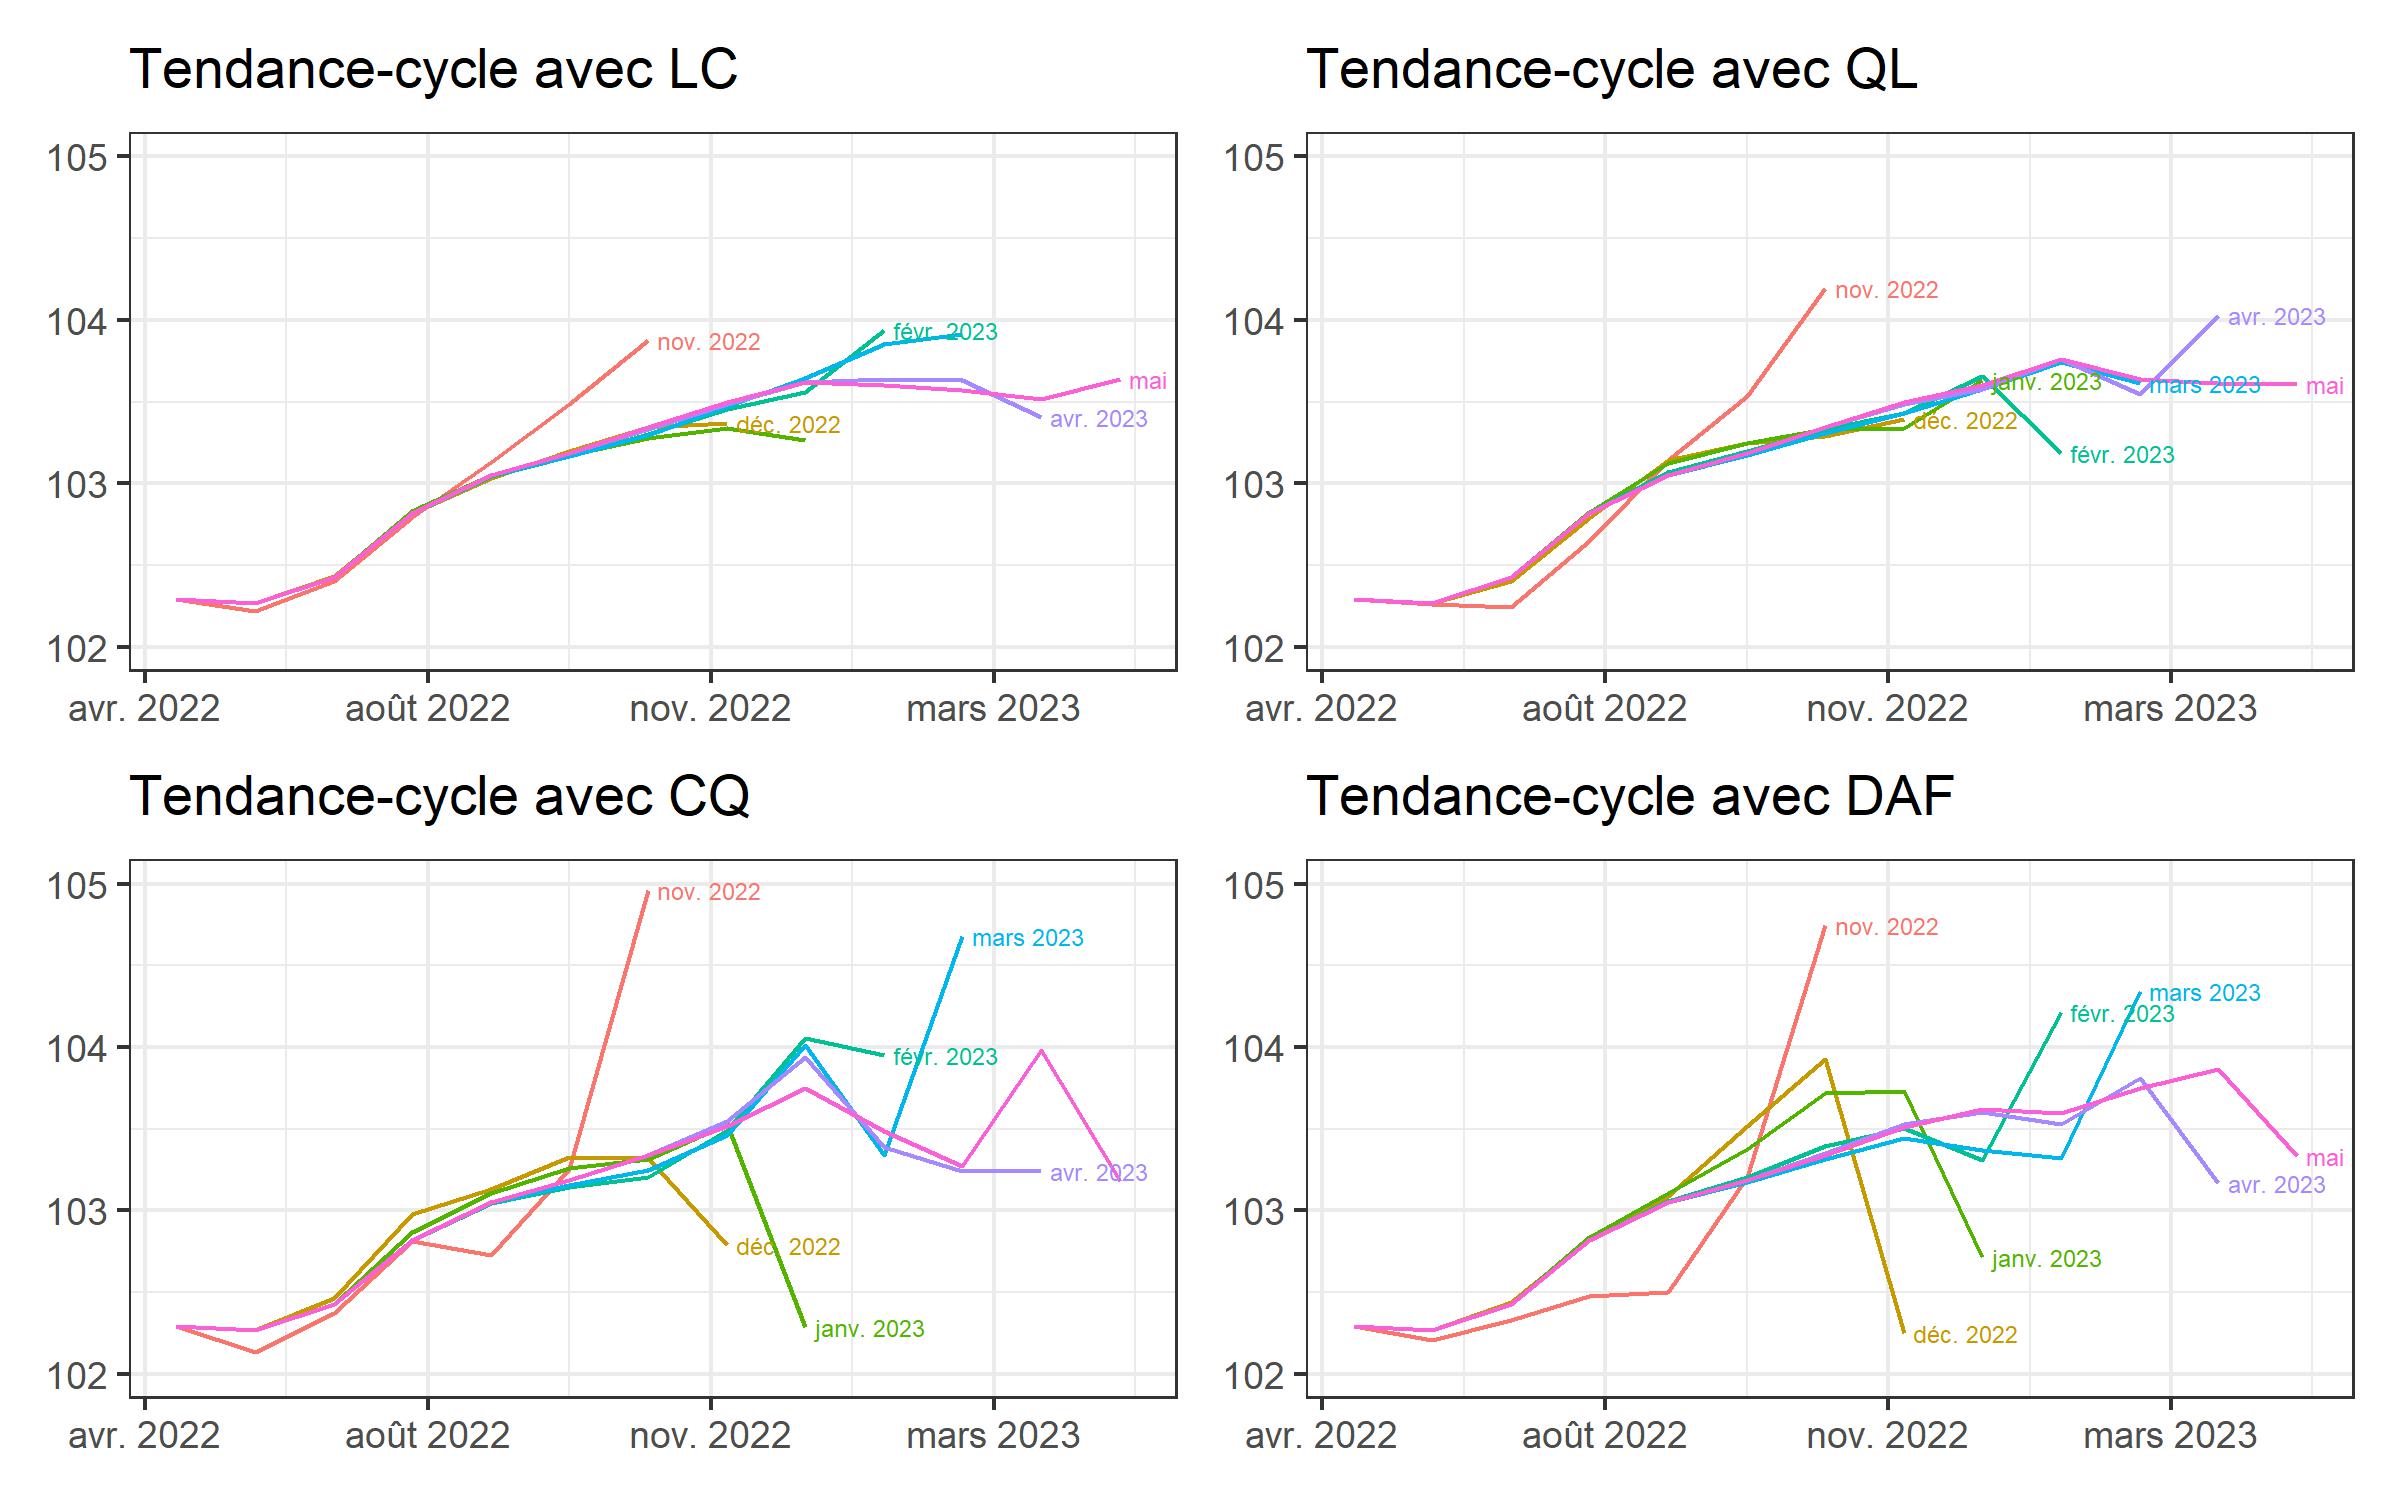 Tendance-cycle avec LC
105
104
103
102
nov. 2022
févr. 2023
déc. 2022
avr. 2023
mai
avr. 2022
août 2022
nov. 2022
mars 2023
Tendance-cycle avec QL
105
104
103
102
nov. 2022
avr. 2023
janv. 2023
mars 2023
mai
déc. 2022
févr. 2023
avr. 2022
août 2022
nov. 2022
mars 2023
Tendance-cycle avec CQ
105
104
103
102
nov. 2022
mars 2023
févr. 2023
avr. 2023
déc. 2022
janv. 2023
avr. 2022
août 2022
nov. 2022
mars 2023
Tendance-cycle avec DAF
105
104
103
102
nov. 2022
mars 2023
févr. 2023
mai
avr. 2023
janv. 2023
déc. 2022
avr. 2022
août 2022
nov. 2022
mars 2023